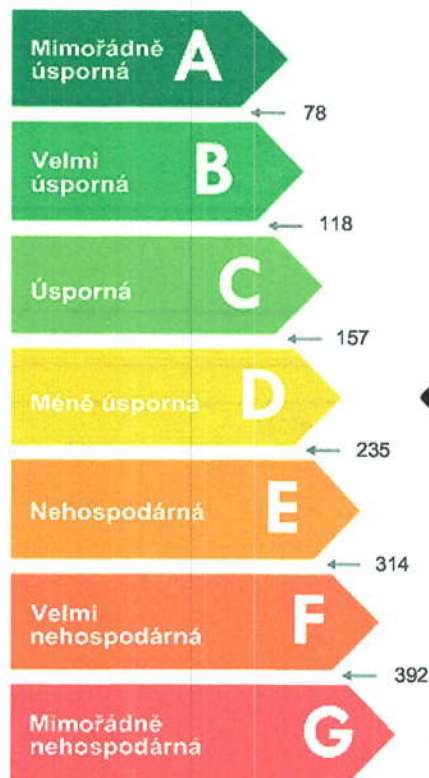 Mimořádně
úsporná
A
78
Velmi
úsporná
B
118
Úsporná
C
157
Méně úsporná
D
235
Nehospodárná
E
314
Velmi
nehospodárná
F
392
Mimořádně
nehospodárná
G